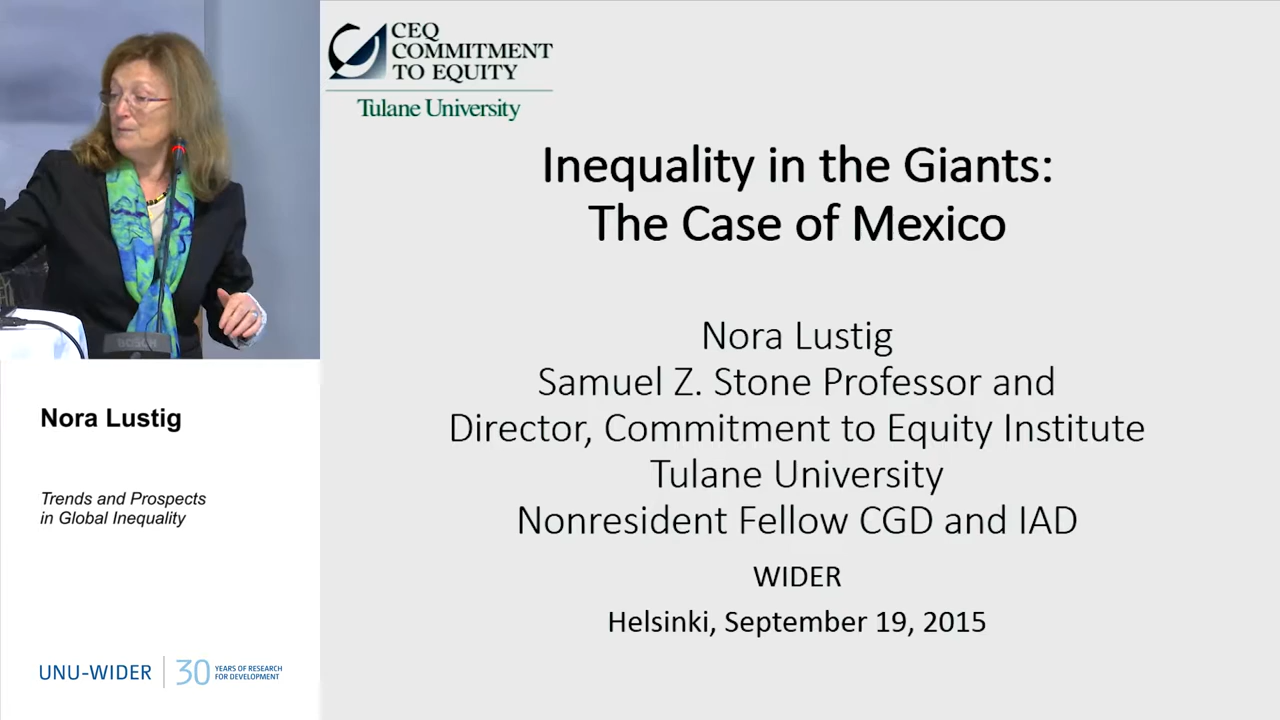 CEQ
COMMITMENT
TO EQUITY
Tulane University
Inequality in the Giants:
The Case of Mexico
Nora Lustig
Samuel Z. Stone Professor and
Director, Commitment to Equity Institute
Tulane University
Nonresident Fellow CGD and IAD
WIDER
Helsinki, September 19, 2015
BOSCH
Nora Lustig
Trends and Prospects
in Global Inequality
UNU-WIDER
30 YEARS OF RESEARCH
FOR DEVELOPMENT